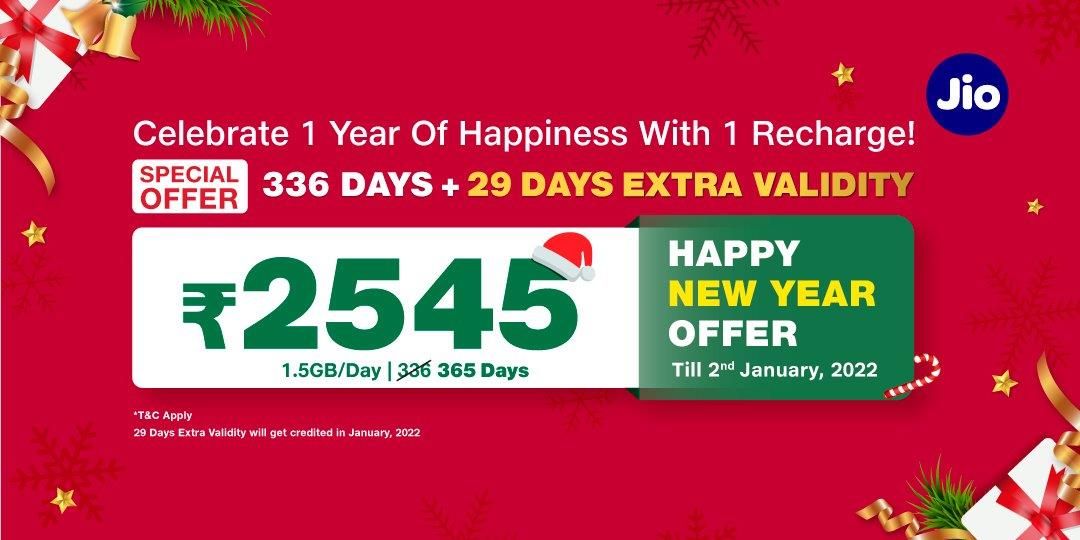 Jio
Celebrate 1 Year Of Happiness With 1 Recharge!
SPECIAL OFFER
336 DAYS + 29 DAYS EXTRA VALIDITY
₹2545
1.5GB/Day | 336 365 Days
HAPPY
NEW YEAR
OFFER
Till 2nd January, 2022
*T&C Apply
29 Days Extra Validity will get credited in January, 2022